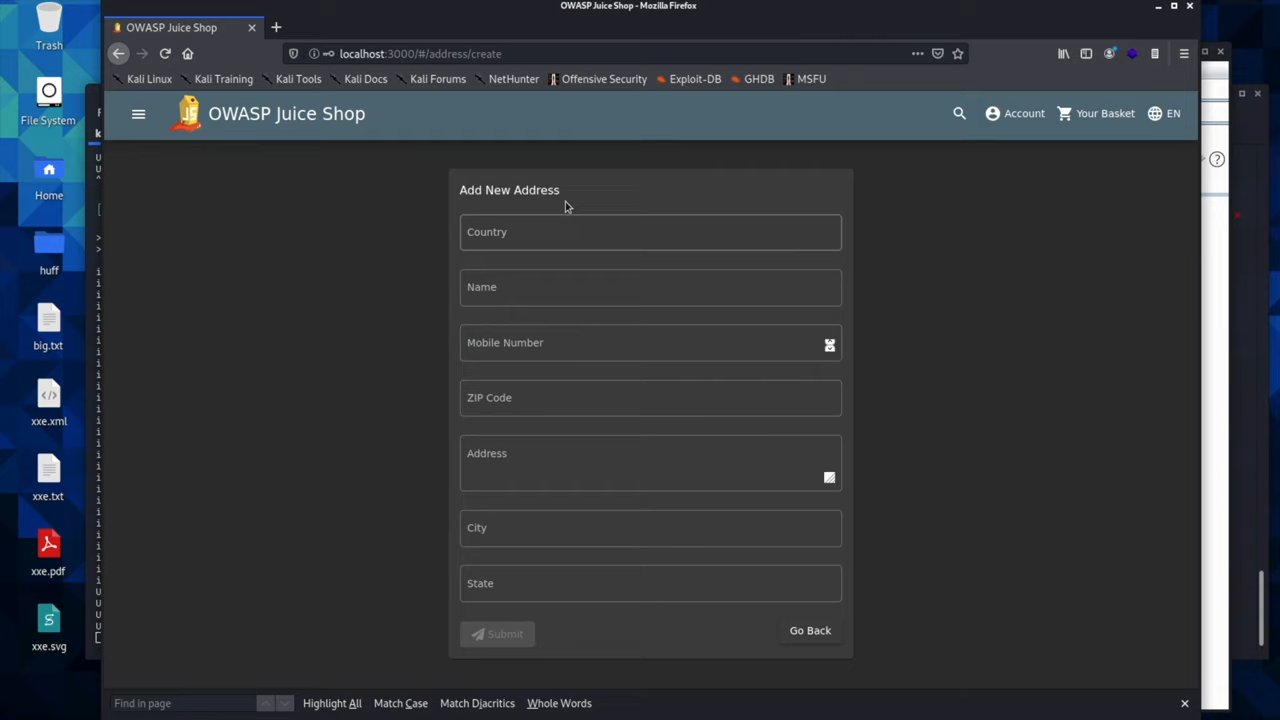 OWASP Juice Shop - Mozilla Firefox
Trash
OWASP Juice Shop
localhost:3000/#/address/create
Kali Linux Kali Training Kali Tools Kali Docs Kali Forums NetHunter Offensive Security Exploit-DB GHDB MSFU
File System
OWASP Juice Shop
Account Your Basket EN
Home
Add New Address
Country
huff
Name
big.txt
Mobile Number
ZIP Code
xxe.xml
Address
xxe.txt
City
xxe.pdf
State
Submit
Go Back
xxe.svg
Find in page Highlight All Match Case Match Diacritics Whole Words